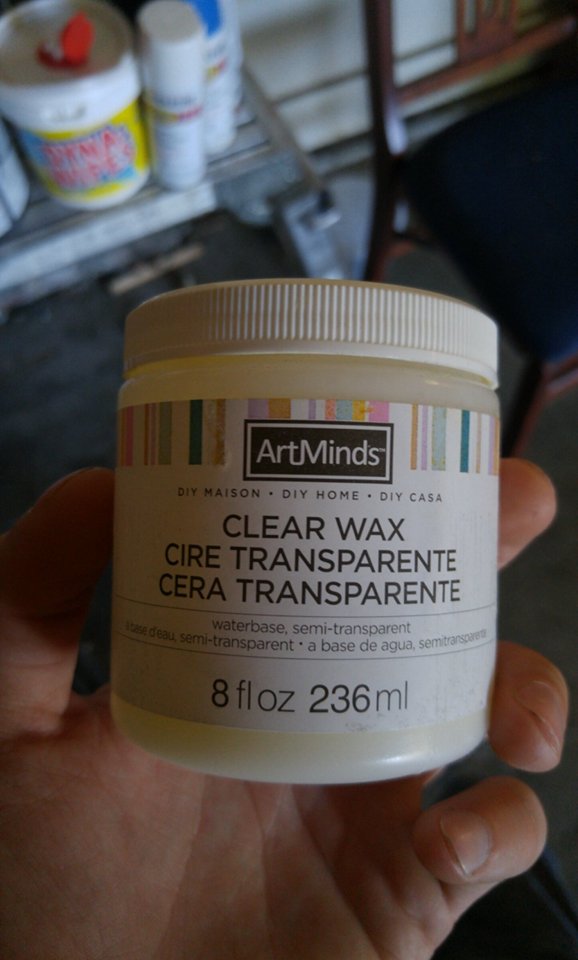 ArtMinds™
DIY MAISON • DIY HOME • DIY CASA
CLEAR WAX
CIRE TRANSPARENTE
CERA TRANSPARENTE
waterbase, semi-transparent
a base d'eau, semi-transparent • a base de agua, semitransparente
8 fl oz 236 ml